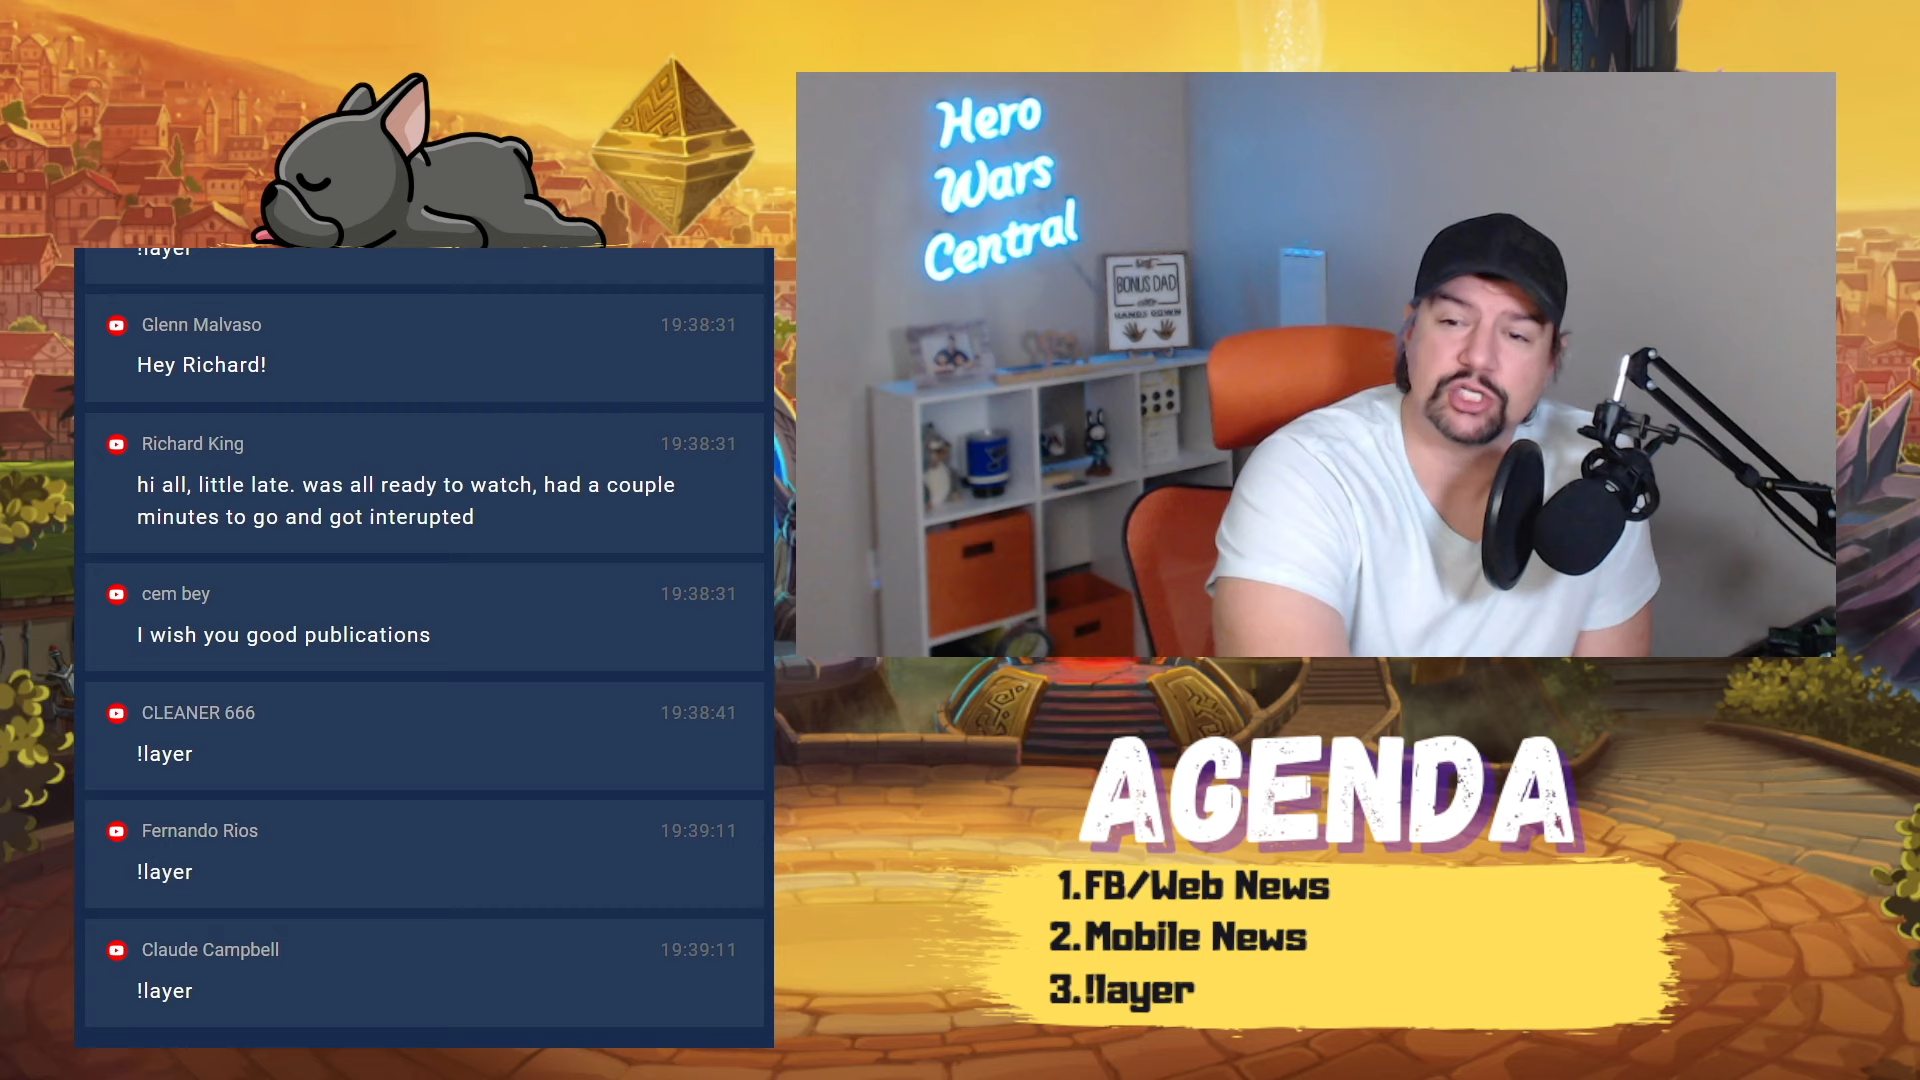 !layer
Glenn Malvaso 19:38:31
Hey Richard!
Richard King 19:38:31
hi all, little late. was all ready to watch, had a couple
minutes to go and got interupted
cem bey 19:38:31
I wish you good publications
CLEANER 666 19:38:41
!layer
Fernando Rios 19:39:11
!layer
Claude Campbell 19:39:11
!layer
Hero
Wars
Central
BONUS DAD
HANDS DOWN
AGENDA
1.FB/Web News
2.Mobile News
3.!layer